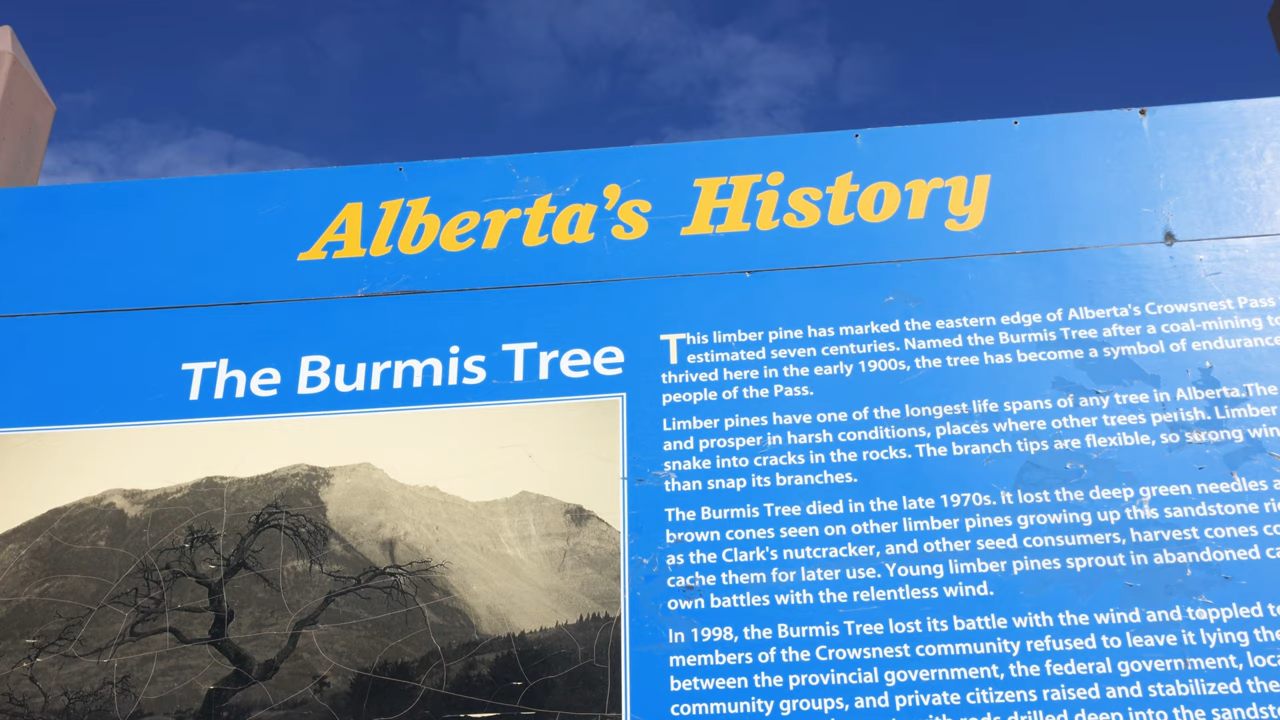 Alberta's History
The Burmis Tree
This limber pine has marked the eastern edge of Alberta's Crowsnest Pass
estimated seven centuries. Named the Burmis Tree after a coal-mining
thrived here in the early 1900s, the tree has become a symbol of endurance
people of the Pass.
Limber pines have one of the longest life spans of any tree in Alberta. The
and prosper in harsh conditions, places where other trees perish. Limber
snake into cracks in the rocks. The branch tips are flexible, so strong
than snap its branches.
The Burmis Tree died in the late 1970s. It lost the deep green needles
brown cones seen on other limber pines growing up this sandstone
as the Clark's nutcracker, and other seed consumers, harvest cones
cache them for later use. Young limber pines sprout in abandoned
own battles with the relentless wind.
In 1998, the Burmis Tree lost its battle with the wind and toppled
members of the Crowsnest community refused to leave it lying
between the provincial government, the federal government,
community groups, and private citizens raised and stabilized the
with rods drilled deep into the